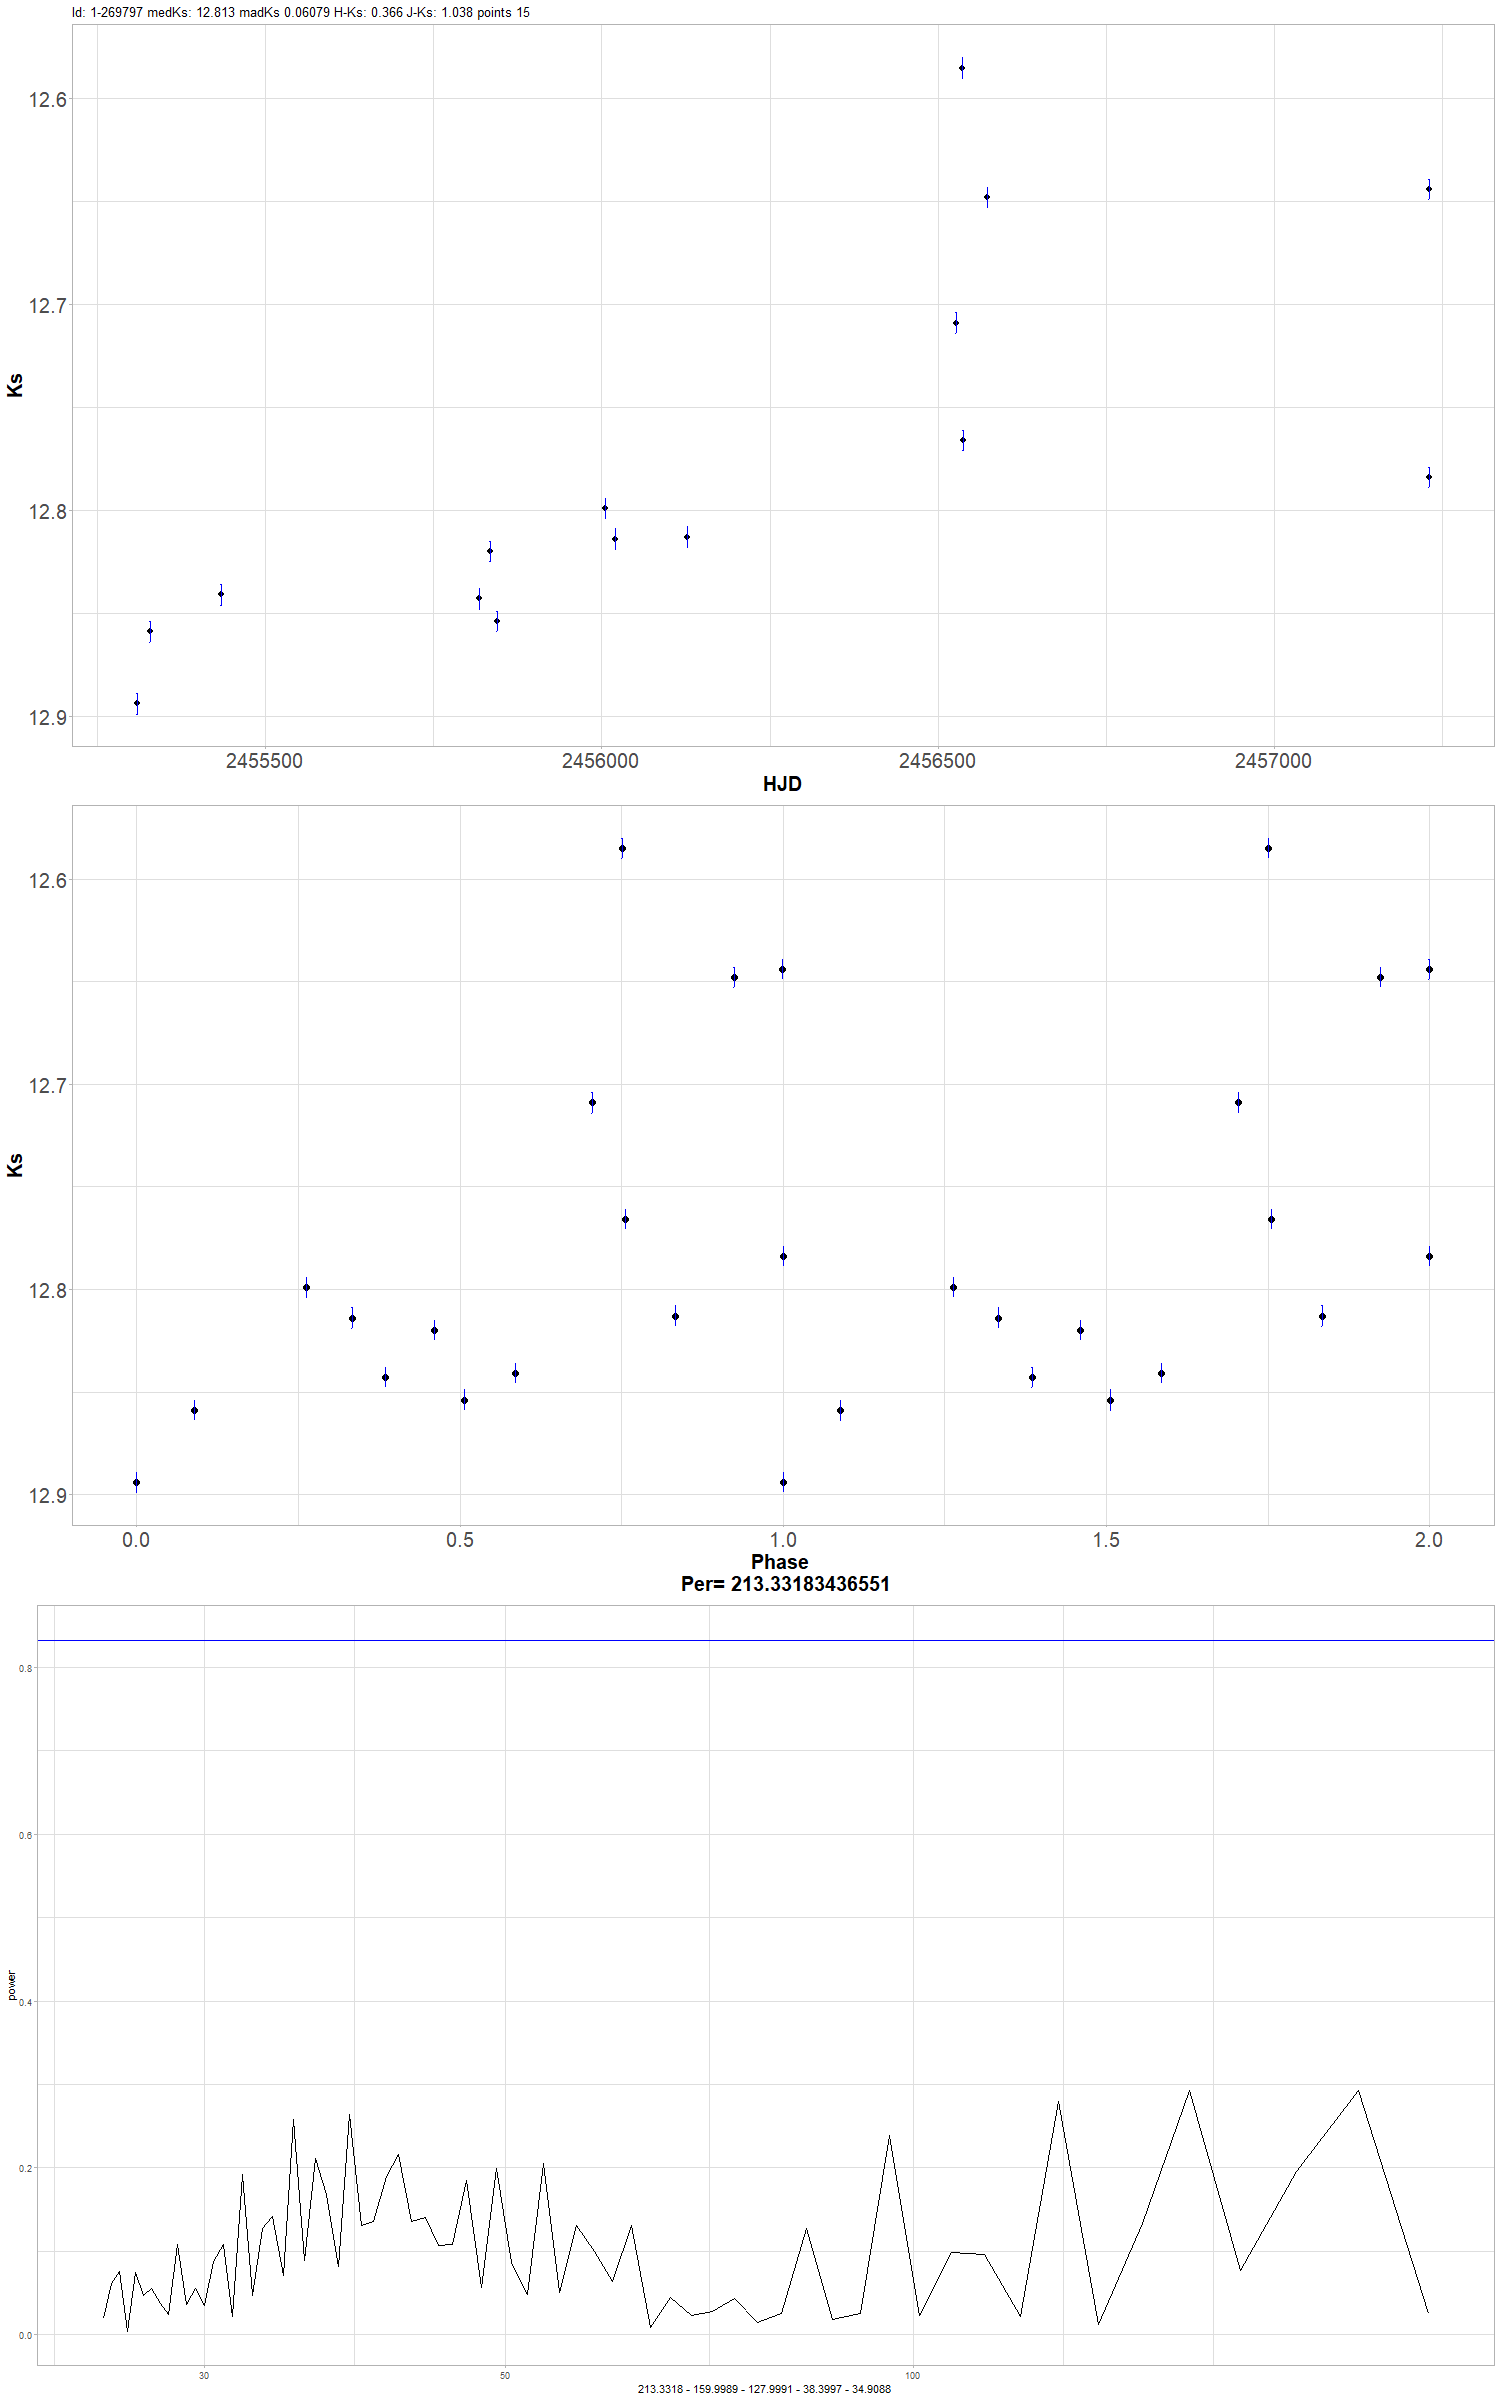 Id: 1-269797 medKs: 12.813 madKs 0.06079 H-Ks: 0.366 J-Ks: 1.038 points 15
12.6
12.7
12.8
12.9
Ks
2455500 2456000 2456500 2457000
HJD
12.6
12.7
12.8
12.9
Ks
0.0 0.5 1.0 1.5 2.0
Phase
Per= 213.33183436551
0.8
0.6
0.4
0.2
0.0
power
30 50 100
213.3318 - 159.9989 - 127.9991 - 38.3997 - 34.9088